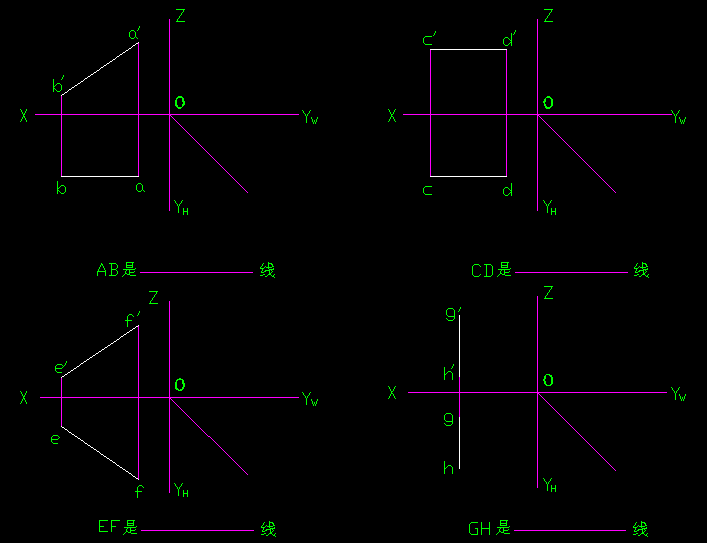 Z
Z
a′
c′
d′
b′
O
O
X
Y_W
X
Y_W
b
a
c
d
Y_H
Y_H
AB是________线
CD是________线
Z
Z
f′
g′
e′
h′
O
O
X
Y_W
X
Y_W
g
e
h
f
Y_H
Y_H
EF是________线
GH是________线